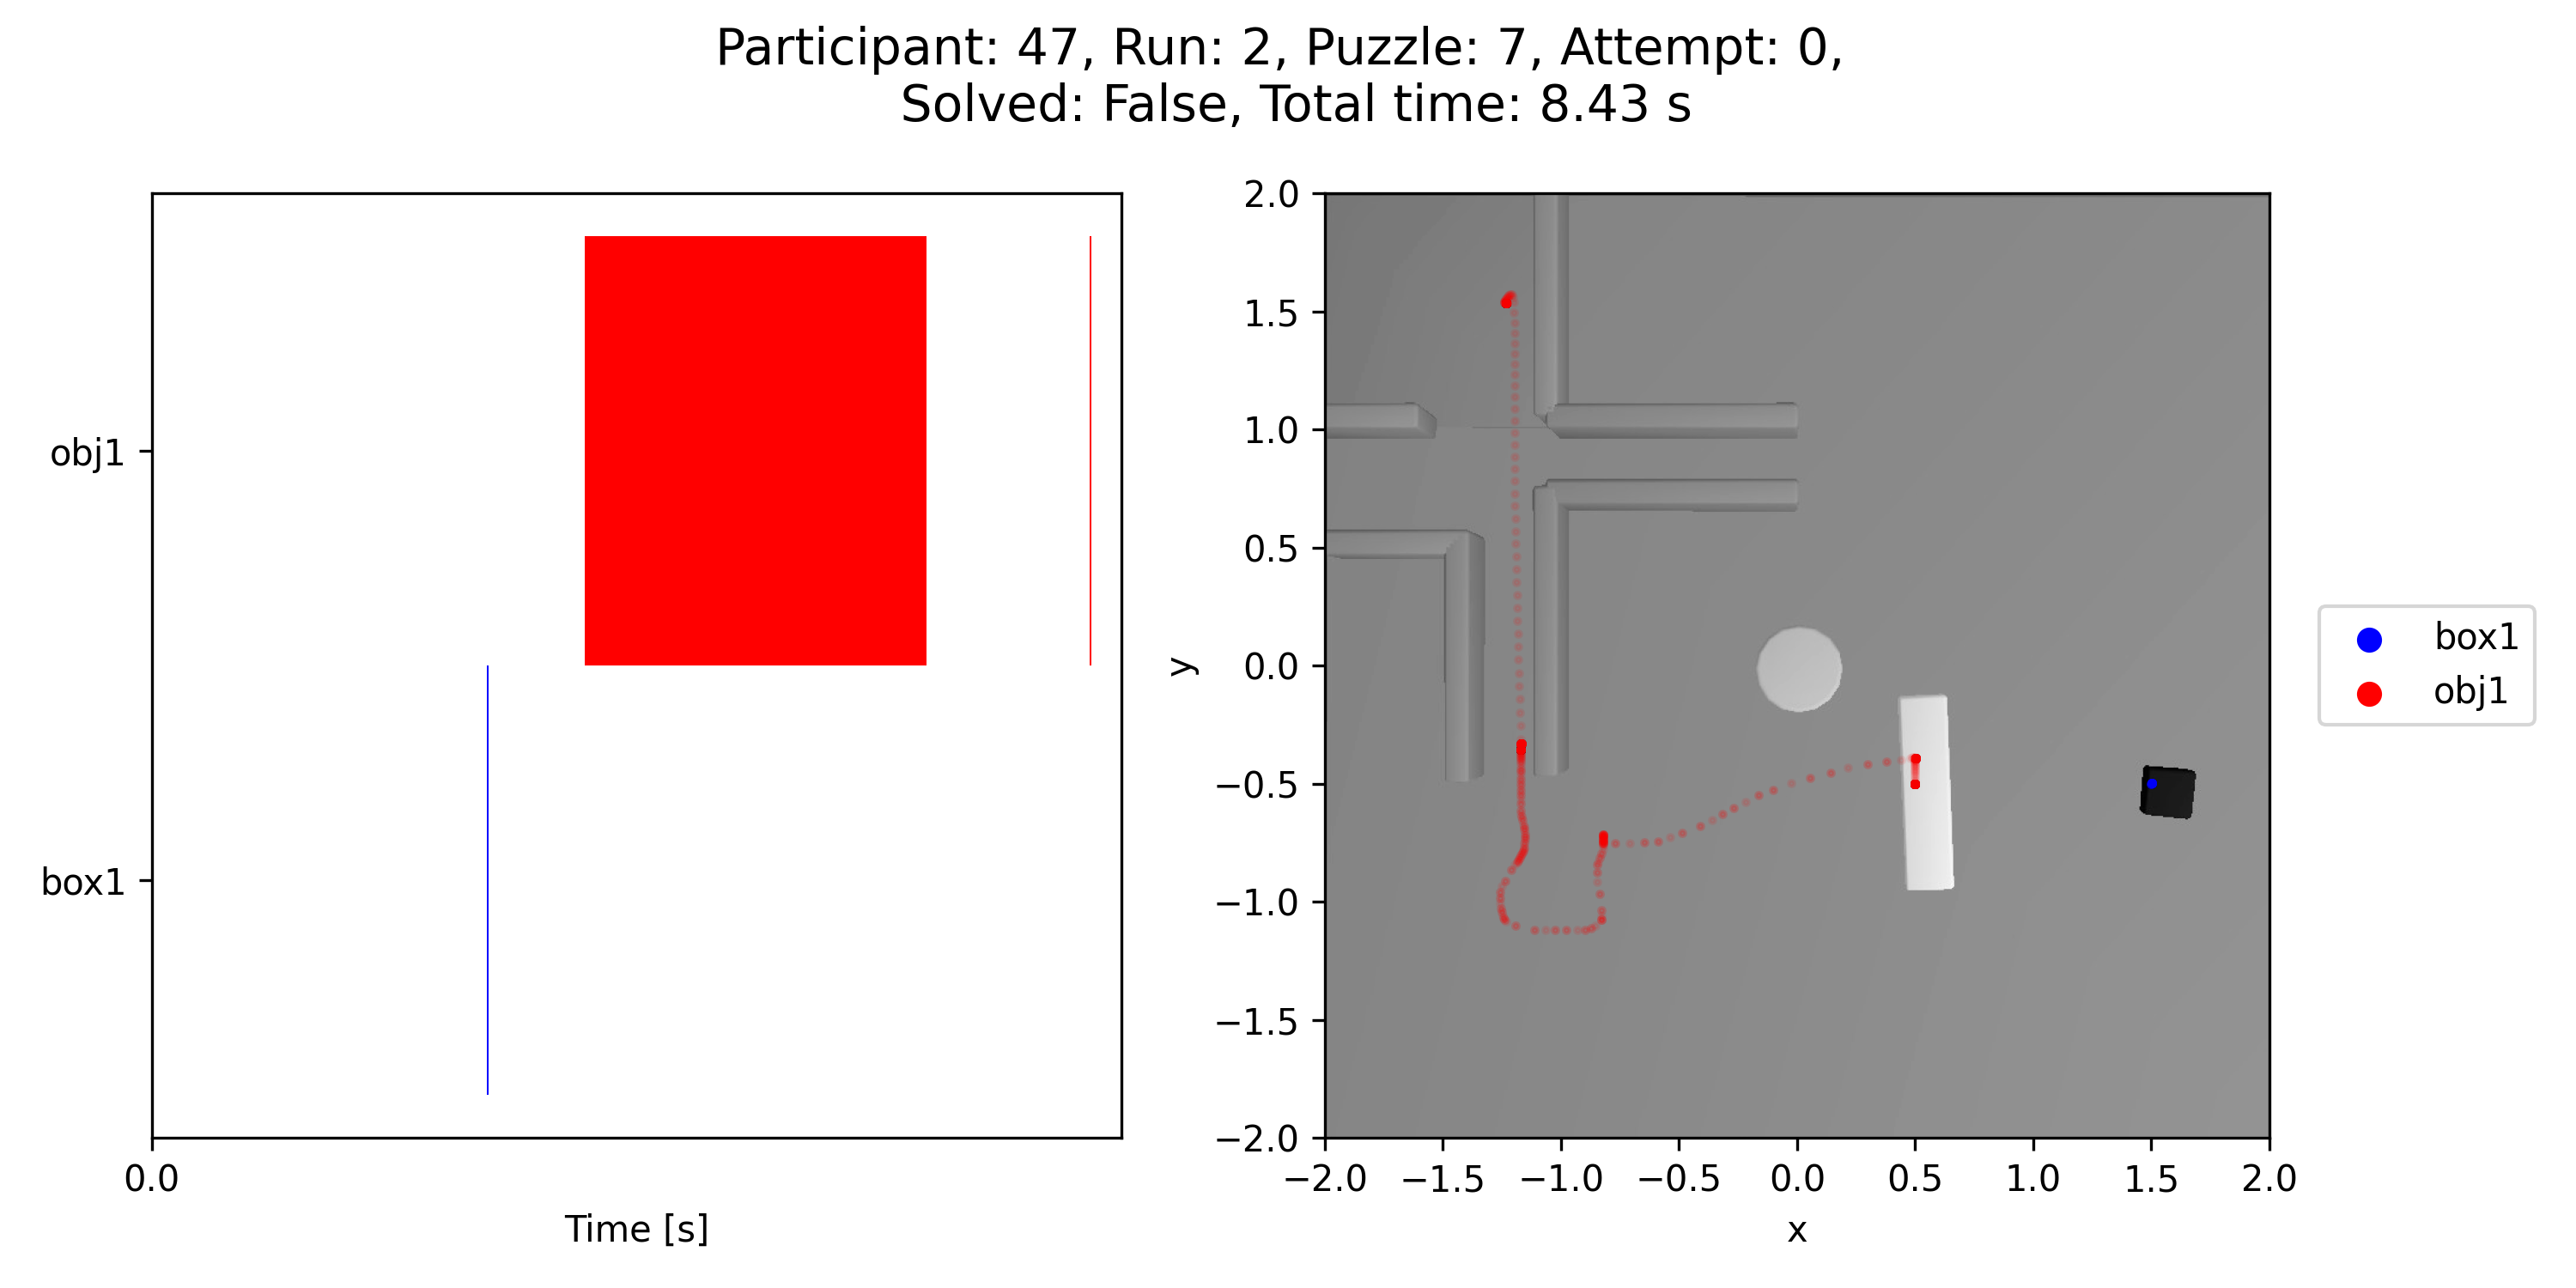 Participant: 47, Run: 2, Puzzle: 7, Attempt: 0,
Solved: False, Total time: 8.43 s
obj1
box1
0.0
Time [s]
2.0
1.5
1.0
0.5
0.0
−0.5
−1.0
−1.5
−2.0
y
−2.0 −1.5 −1.0 −0.5 0.0 0.5 1.0 1.5 2.0
x
box1
obj1